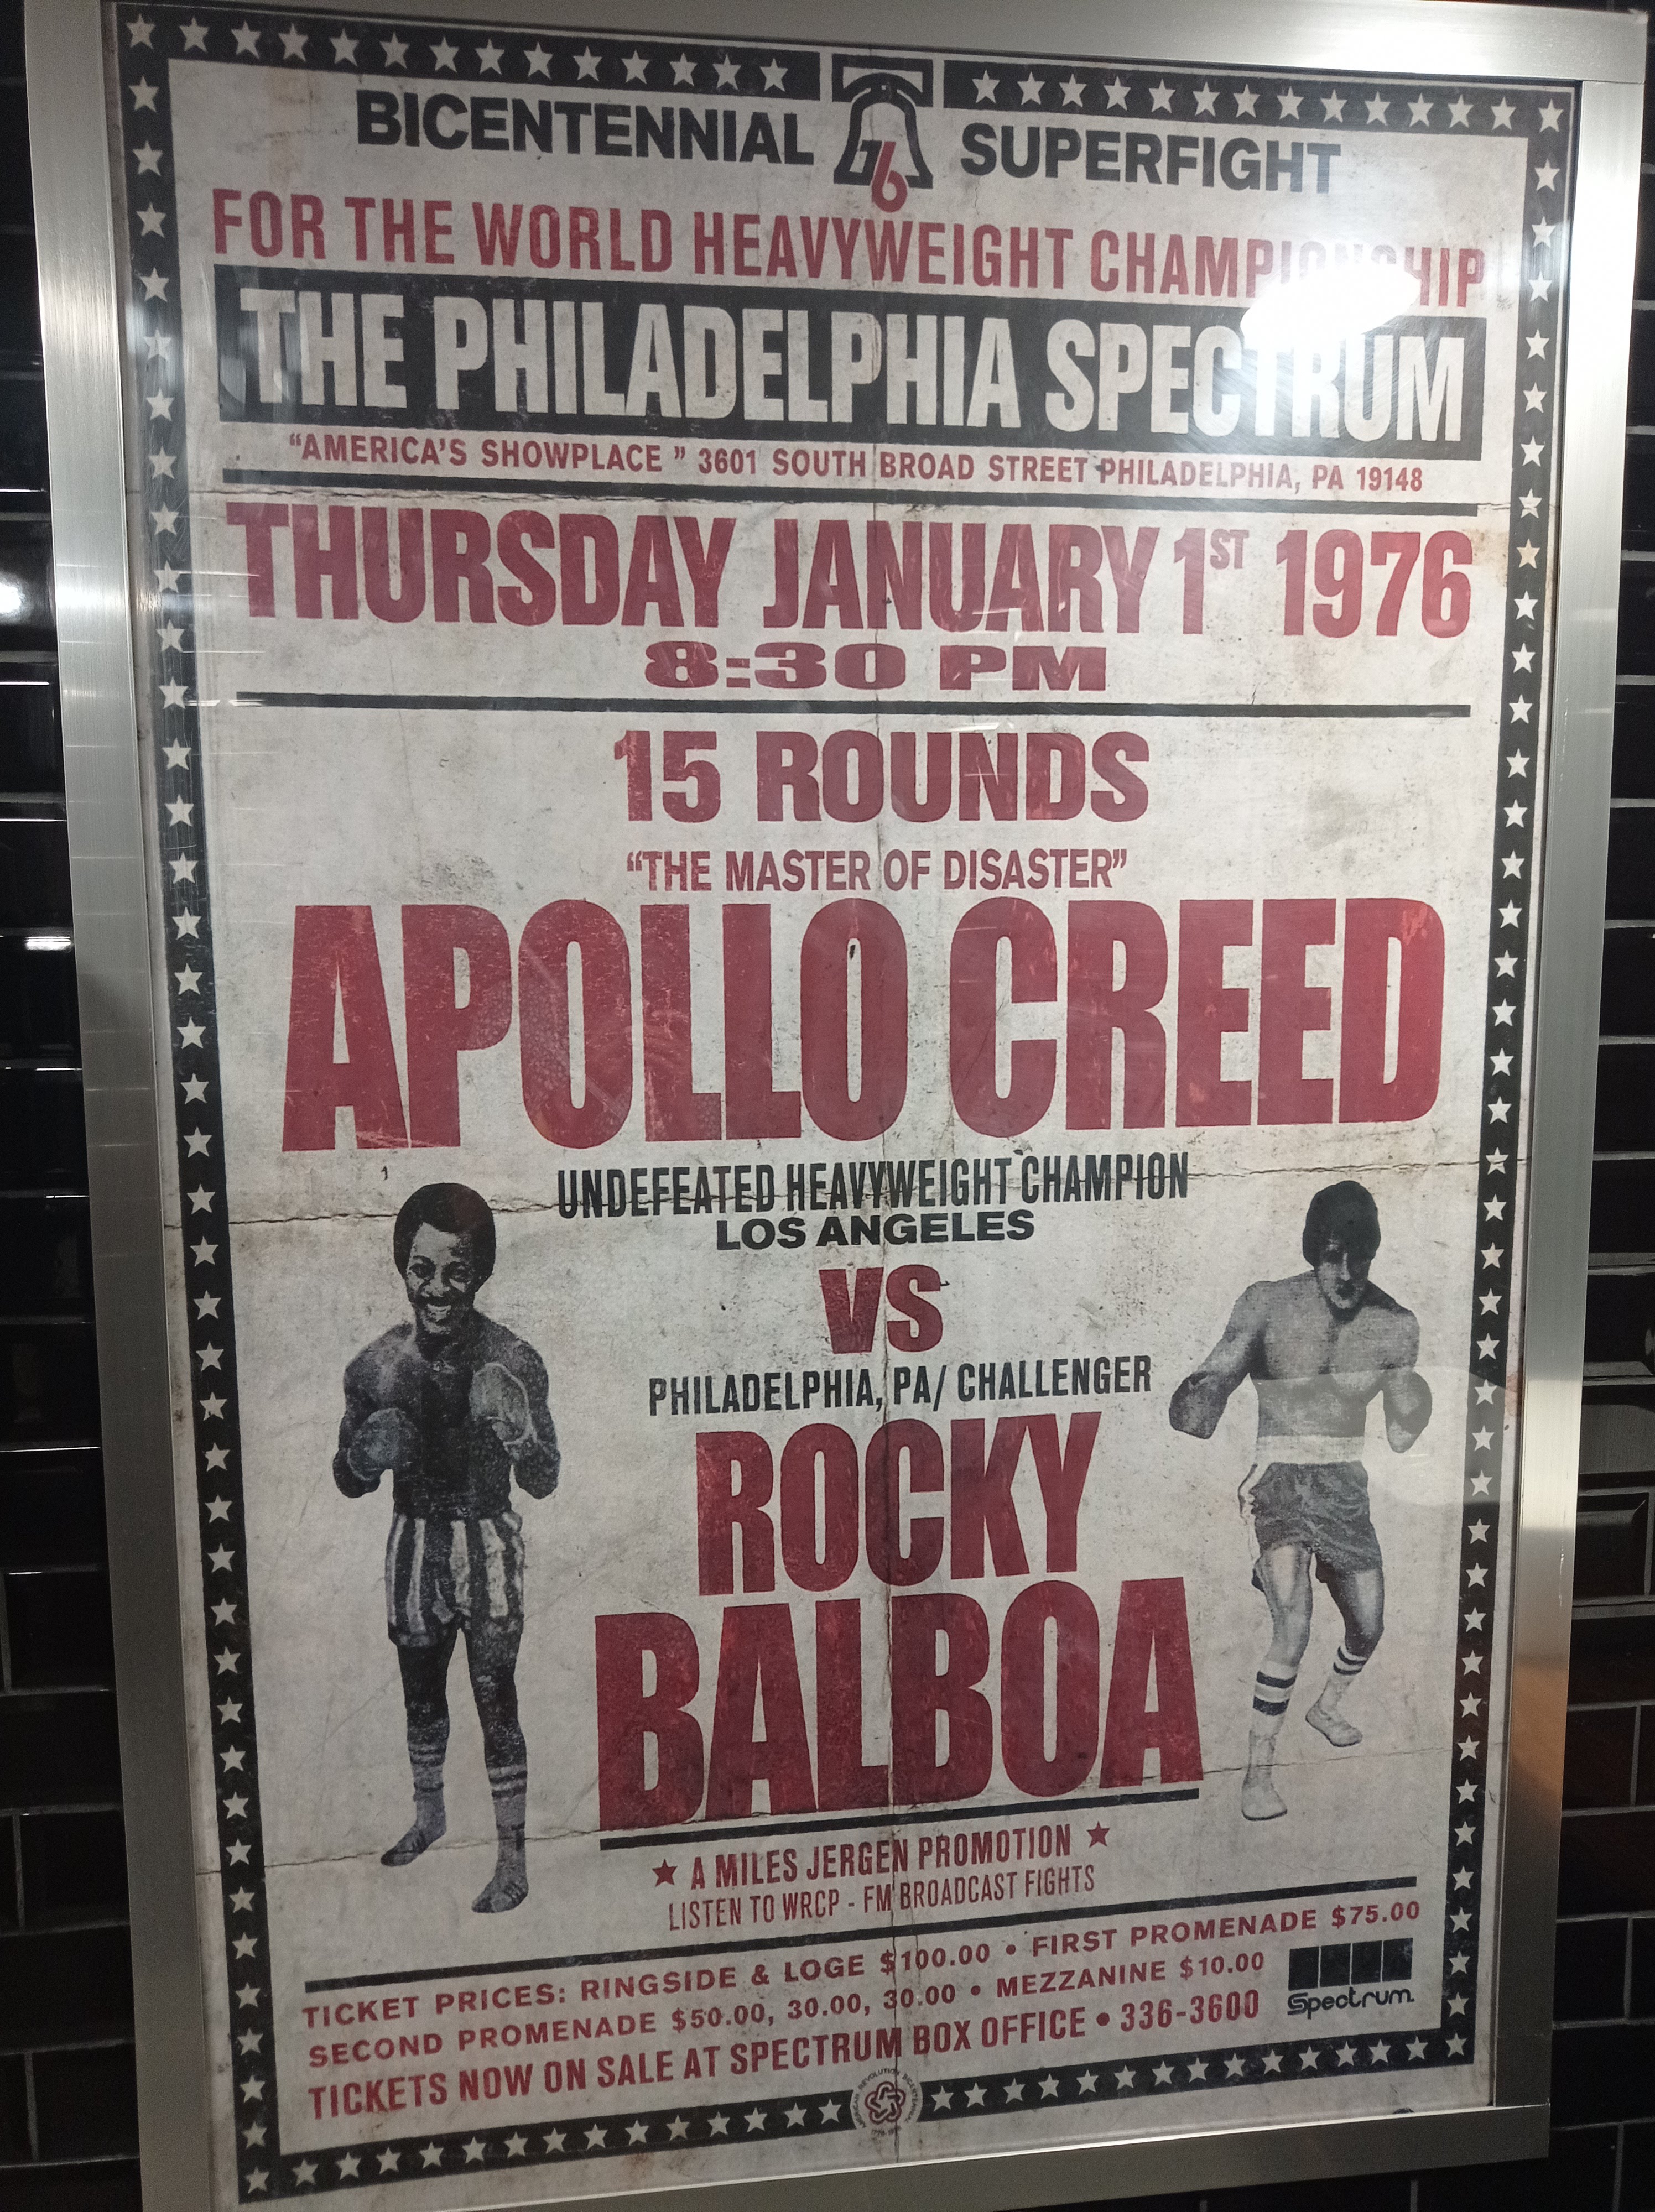 BICENTENNIAL 76 SUPERFIGHT
FOR THE WORLD HEAVYWEIGHT CHAMPIONSHIP
THE PHILADELPHIA SPECTRUM
“AMERICA'S SHOWPLACE ” 3601 SOUTH BROAD STREET PHILADELPHIA, PA 19148
THURSDAY JANUARY 1ST 1976
8:30 PM
15 ROUNDS
“THE MASTER OF DISASTER”
APOLLO CREED
UNDEFEATED HEAVYWEIGHT CHAMPION
LOS ANGELES
VS
PHILADELPHIA, PA/ CHALLENGER
ROCKY
BALBOA
★ A MILES JERGEN PROMOTION ★
LISTEN TO WRCP - FM BROADCAST FIGHTS
TICKET PRICES: RINGSIDE & LOGE $100.00 • FIRST PROMENADE $75.00
SECOND PROMENADE $50.00, 30.00, 30.00 • MEZZANINE $10.00
TICKETS NOW ON SALE AT SPECTRUM BOX OFFICE • 336-3600
Spectrum.
AMERICAN REVOLUTION BICENTENNIAL